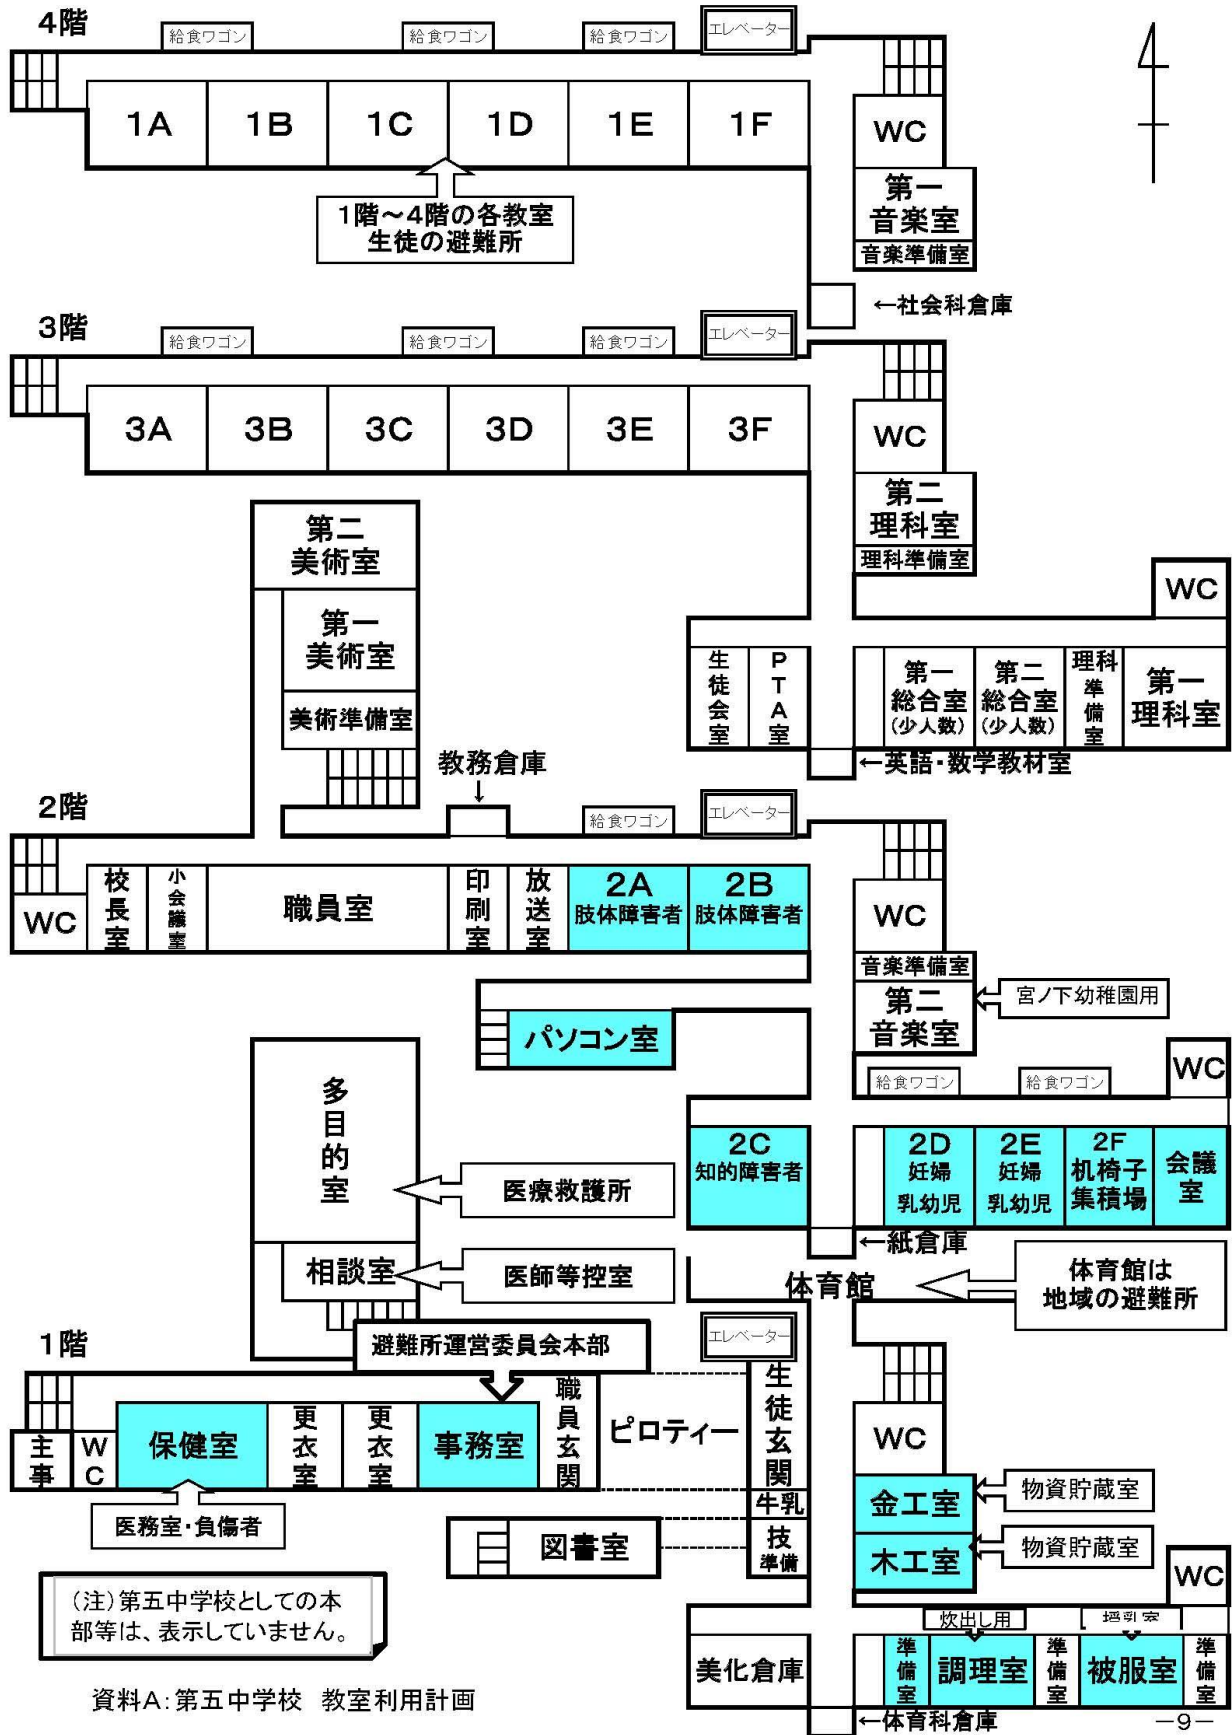 4階
給食ワゴン
給食ワゴン
給食ワゴン
エレベーター
1A
1B
1C
1D
1E
1F
WC
第一
音楽室
音楽準備室
1階~4階の各教室
生徒の避難所
←社会科倉庫
3階
給食ワゴン
給食ワゴン
給食ワゴン
エレベーター
3A
3B
3C
3D
3E
3F
WC
第二
理科室
理科準備室
第二
美術室
第一
美術室
美術準備室
WC
生徒会室
PTA室
第一
総合室
(少人数)
第二
総合室
(少人数)
理科準備室
第一
理科室
←英語・数学教材室
教務倉庫
↓
2階
給食ワゴン
エレベーター
WC
校長室
小会議室
職員室
印刷室
放送室
2A
肢体障害者
2B
肢体障害者
WC
音楽準備室
第二
音楽室
宮ノ下幼稚園用
パソコン室
給食ワゴン
給食ワゴン
WC
2C
知的障害者
2D
妊婦
乳幼児
2E
妊婦
乳幼児
2F
机椅子
集積場
会議室
←紙倉庫
多目的室
医療救護所
相談室
医師等控室
体育館
体育館は
地域の避難所
1階
避難所運営委員会本部
エレベーター
主事
WC
保健室
更衣室
更衣室
事務室
職員玄関
ピロティー
生徒玄関
牛乳
技
準備
WC
金工室
物資貯蔵室
木工室
物資貯蔵室
医務室・負傷者
図書室
WC
(注)第五中学校としての本
部等は、表示していません。
炊出し用
授乳室
美化倉庫
準備室
調理室
準備室
被服室
準備室
←体育科倉庫
資料A:第五中学校 教室利用計画
-9-